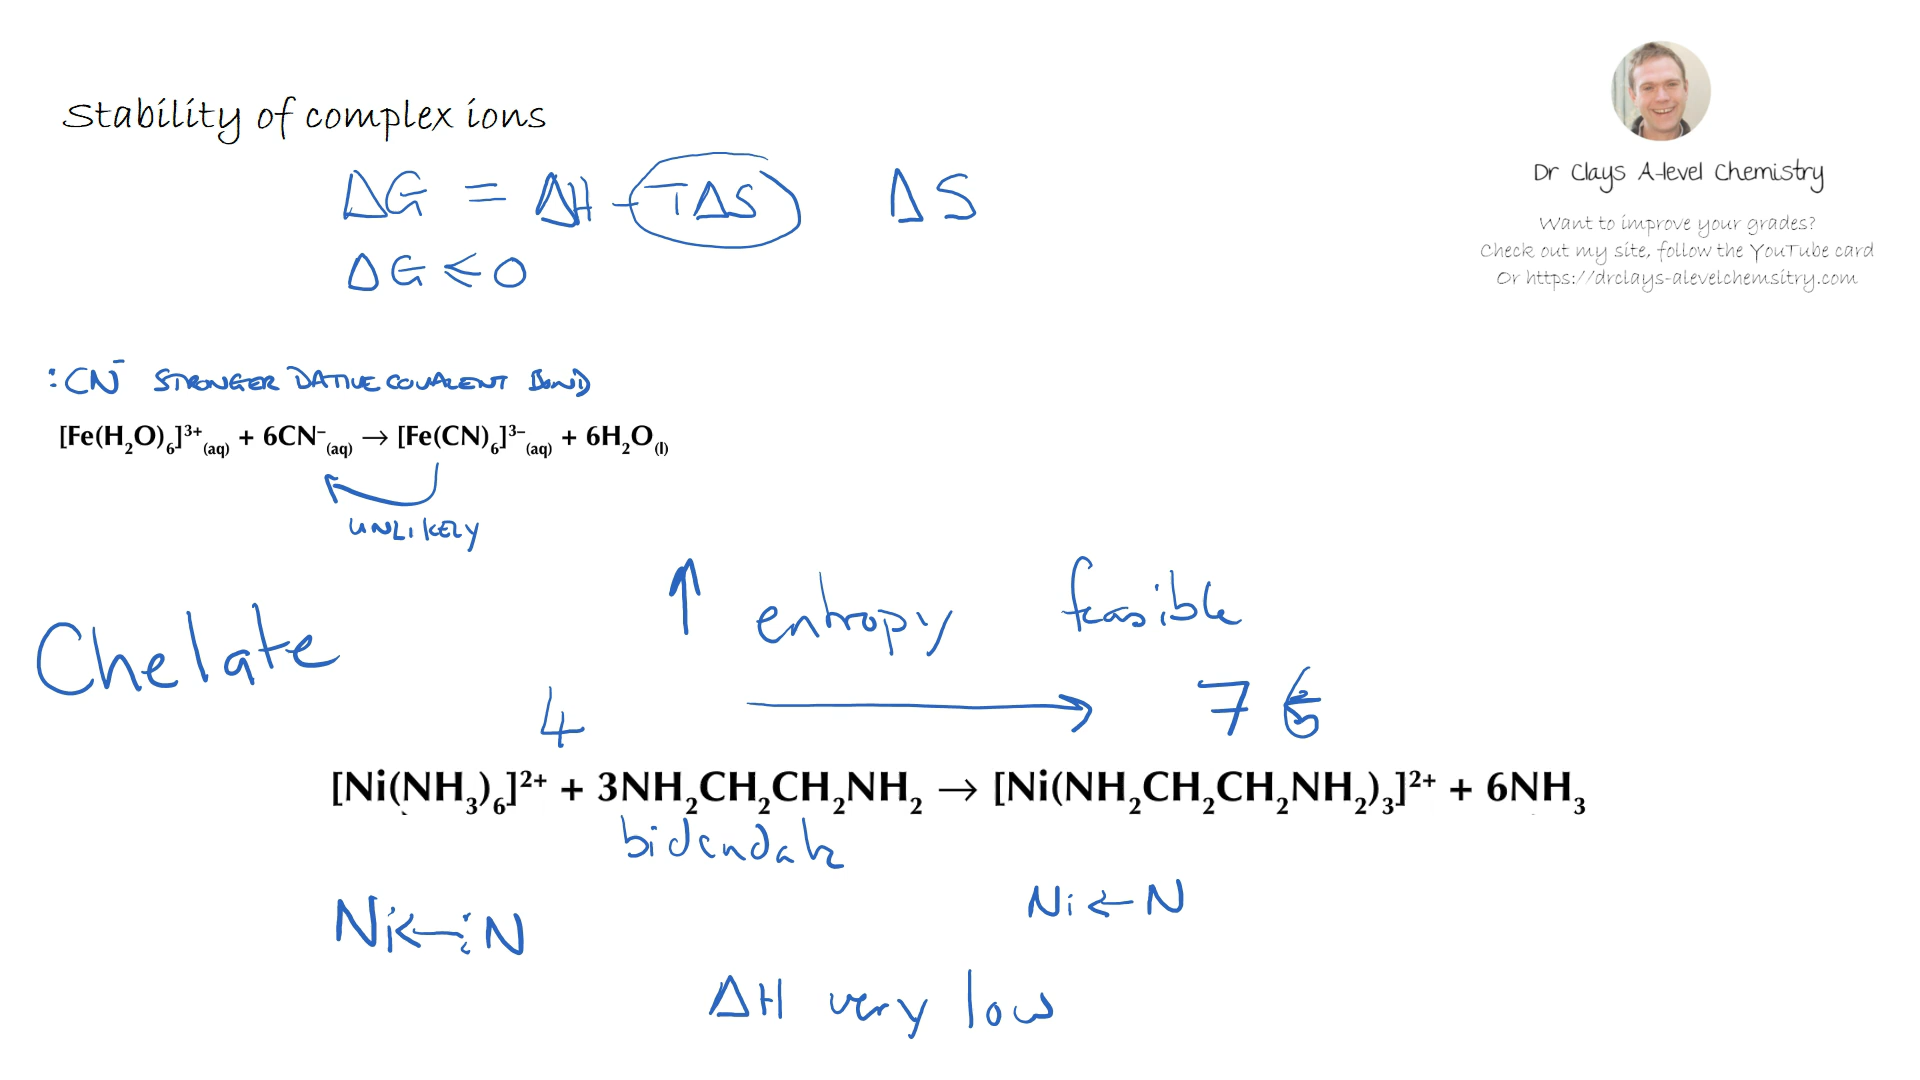 Stability of complex ions
Dr Clays A-level Chemistry
Want to improve your grades?
Check out my site, follow the YouTube card
Or https://drclays-alevelchemsitry.com
ΔG = ΔH - TΔS ΔS
ΔG ≤ 0
:CN⁻ STRONGER DATIVE COVALENT BOND
[Fe(H₂O)₆]³⁺(aq) + 6CN⁻(aq) → [Fe(CN)₆]³⁻(aq) + 6H₂O(l)
UNLIKELY
↑ entropy feasible
Chelate
4 → 7
[Ni(NH₃)₆]²⁺ + 3NH₂CH₂CH₂NH₂ → [Ni(NH₂CH₂CH₂NH₂)₃]²⁺ + 6NH₃
bidendate
Ni ← : N
Ni ← N
ΔH very low